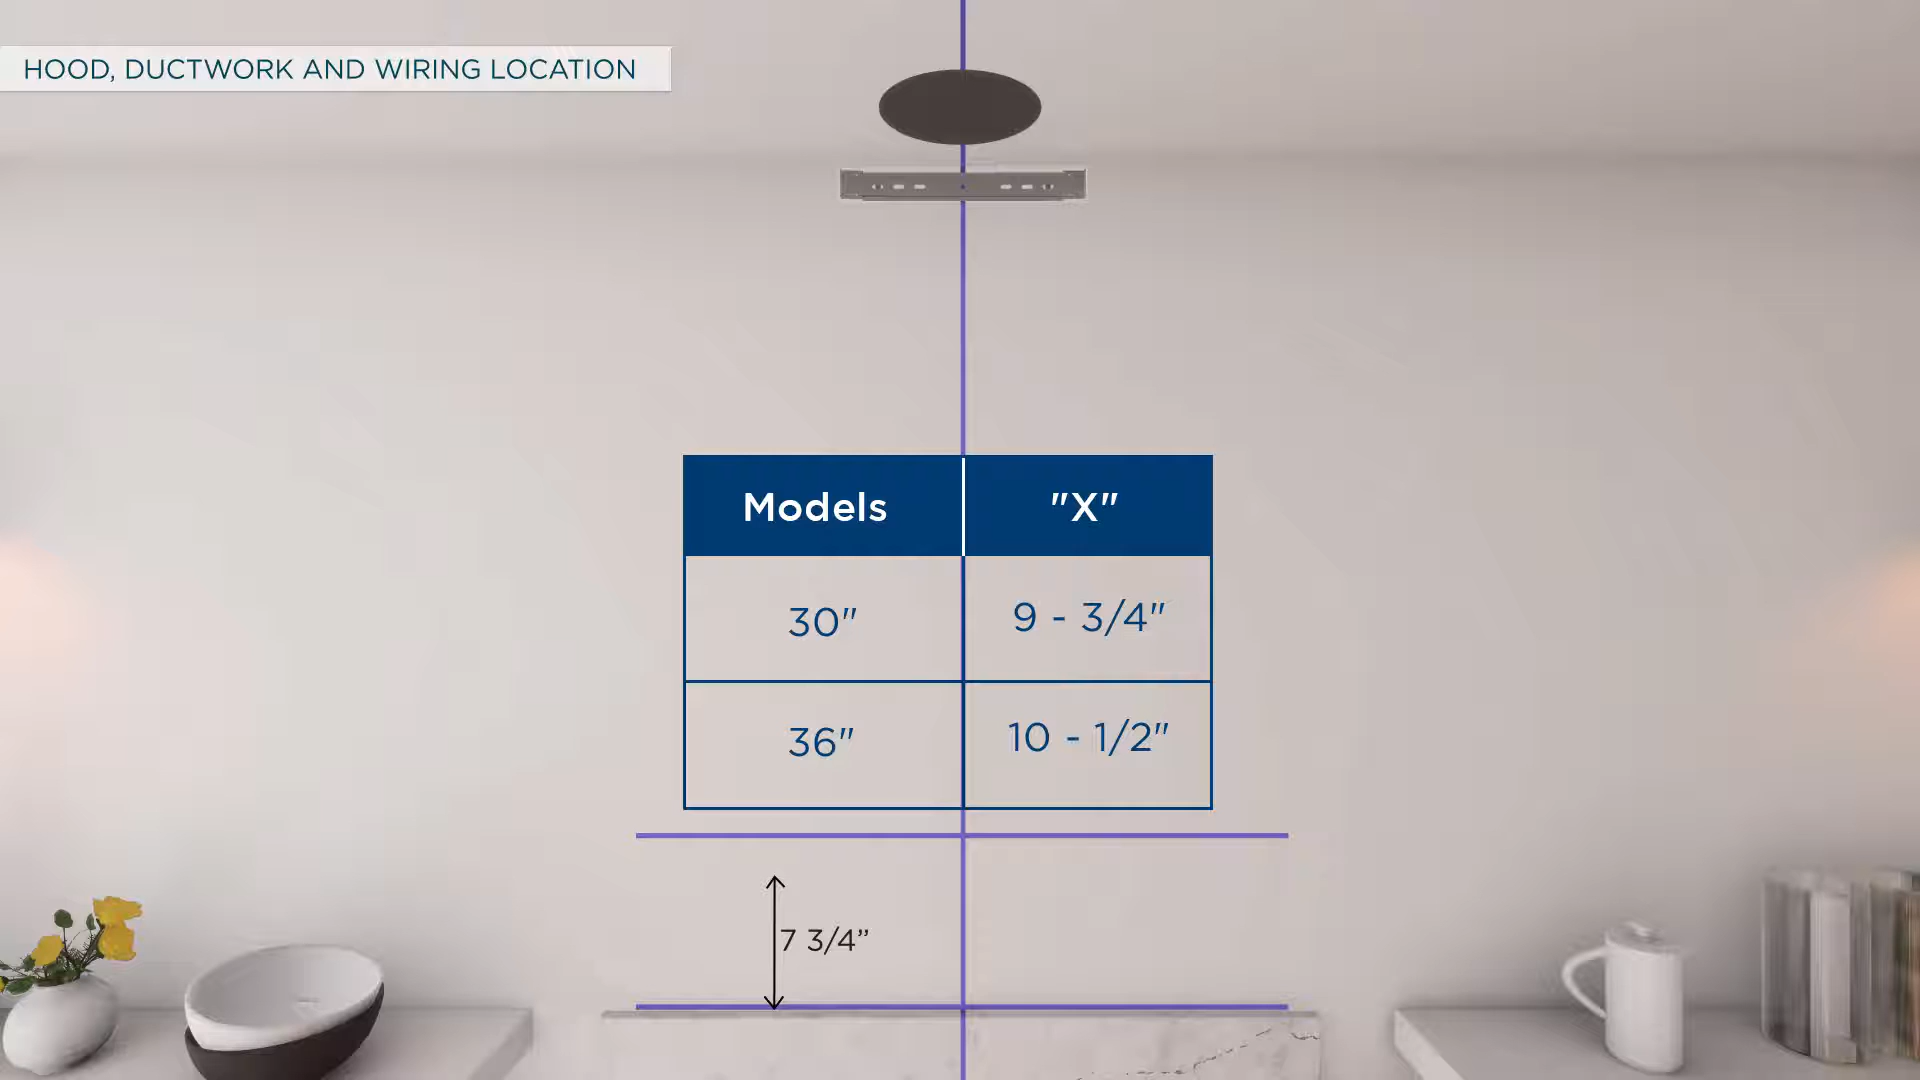 HOOD, DUCTWORK AND WIRING LOCATION
Models "X"
30" 9 - 3/4"
36" 10 - 1/2"
7 3/4”